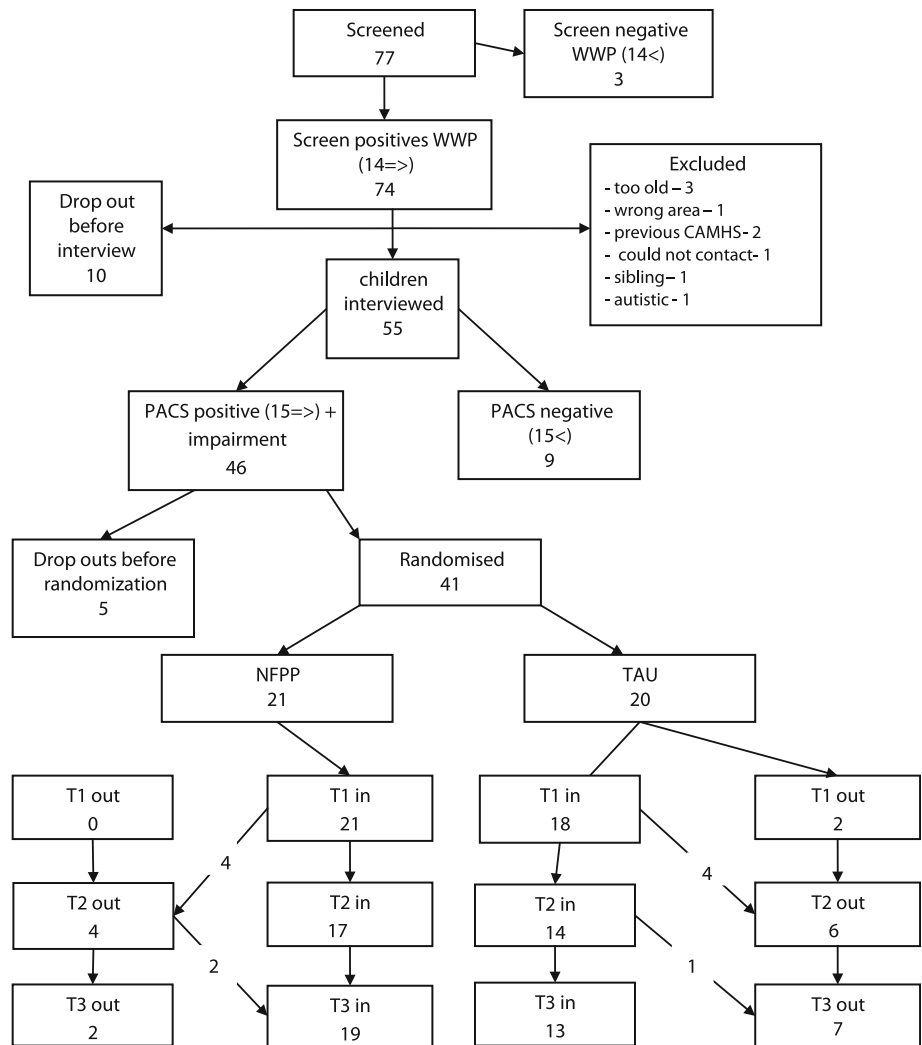 Screened
77
Screen negative
WWP (14<)
3
Screen positives WWP
(14=>)
74
Drop out
before
interview
10
Excluded
- too old – 3
- wrong area – 1
- previous CAMHS- 2
- could not contact- 1
- sibling – 1
- autistic - 1
children
interviewed
55
PACS positive (15=>) +
impairment
46
PACS negative
(15<)
9
Drop outs before
randomization
5
Randomised
41
NFPP
21
TAU
20
T1 out
0
T1 in
21
T1 in
18
T1 out
2
4
4
T2 out
4
T2 in
17
T2 in
14
T2 out
6
2
1
T3 out
2
T3 in
19
T3 in
13
T3 out
7